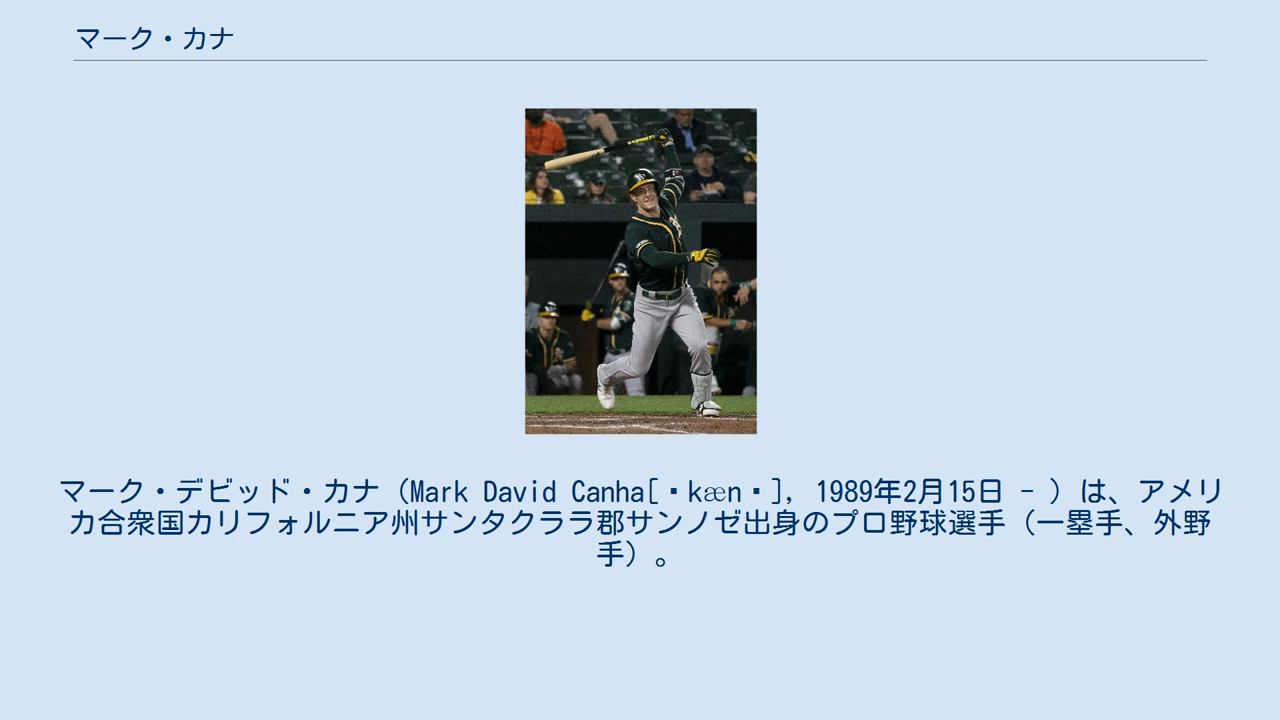 マーク・カナ
マーク・デビッド・カナ（Mark David Canha[・kæn・], 1989年2月15日 - ）は、アメリ
カ合衆国カリフォルニア州サンタクララ郡サンノゼ出身のプロ野球選手（一塁手、外野
手）。